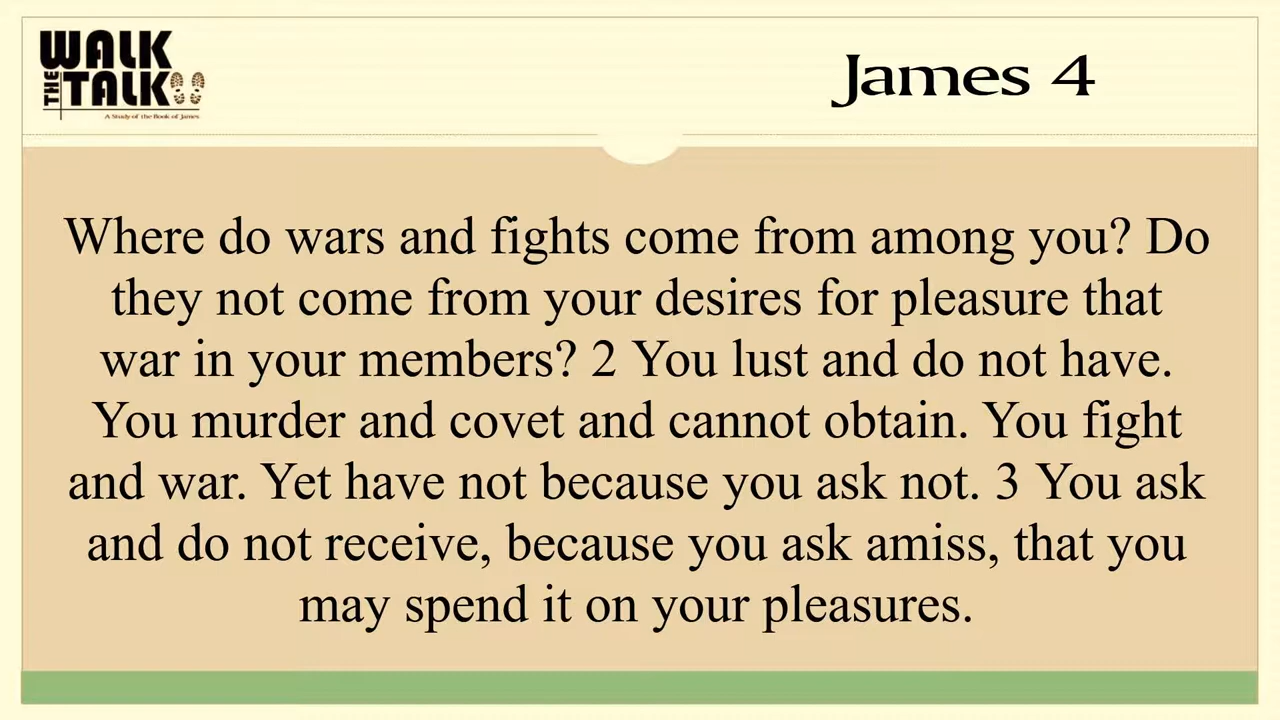 WALK
THE TALK
A Study of the Book of James
James 4
Where do wars and fights come from among you? Do
they not come from your desires for pleasure that
war in your members? 2 You lust and do not have.
You murder and covet and cannot obtain. You fight
and war. Yet have not because you ask not. 3 You ask
and do not receive, because you ask amiss, that you
may spend it on your pleasures.